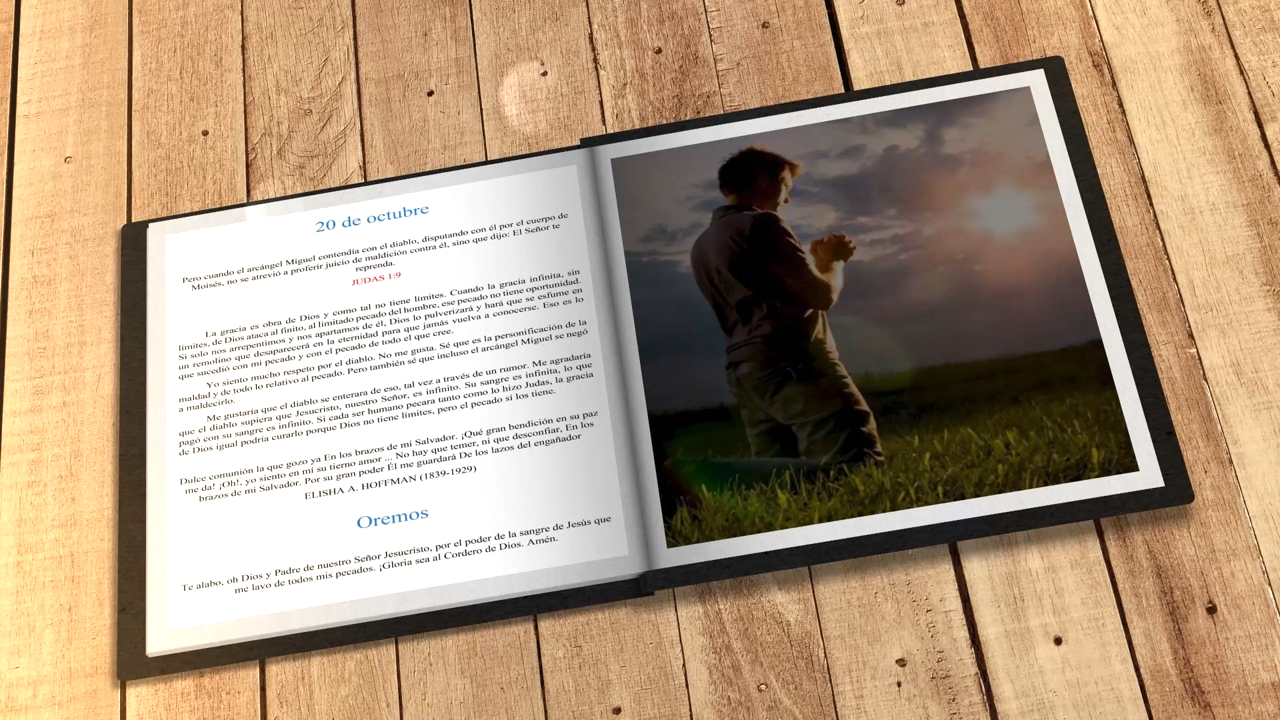 20 de octubre
Pero cuando el arcángel Miguel contendía con el diablo, disputando con él por el cuerpo de
Moisés, no se atrevió a proferir juicio de maldición contra él, sino que dijo: El Señor te
reprenda.
JUDAS 1:9
La gracia es obra de Dios y como tal no tiene limites. Cuando la gracia infinita, sin
límites, de Dios ataca al finito, al limitado pecado del hombre, ese pecado no tiene oportunidad.
Si solo nos arrepentimos y nos apartamos de él, Dios lo pulverizará y hará que se esfume en
un remolino que desaparecerá en la eternidad para que jamás vuelva a conocerse. Eso es lo
que sucedió con mi pecado y con el pecado de todo el que cree.
Yo siento mucho respeto por el diablo. No me gusta. Sé que es la personificación de la
maldad y de todo lo relativo al pecado. Pero también sé que incluso el arcángel Miguel se negó
a maldecirlo.
Me gustaría que el diablo se enterara de eso, tal vez a través de un rumor. Me agradaría
que el diablo supiera que Jesucristo, nuestro Señor, es infinito. Su sangre es infinita, lo que
pagó con su sangre es infinito. Si cada ser humano pecara tanto como lo hizo Judas, la gracia
de Dios igual podría curarlo porque Dios no tiene límites, pero el pecado sí los tiene.
Dulce comunión la que gozo ya En los brazos de mi Salvador. ¡Qué gran bendición en su paz
me da! ¡Oh!, yo siento en mí su tierno amor ... No hay que temer, ni que desconfiar, En los
brazos de mi Salvador. Por su gran poder Él me guardará De los lazos del engañador
ELISHA A. HOFFMAN (1839-1929)
Oremos
Te alabo, oh Dios y Padre de nuestro Señor Jesucristo, por el poder de la sangre de Jesús que
me lavo de todos mis pecados. ¡Gloria sea al Cordero de Dios. Amén.